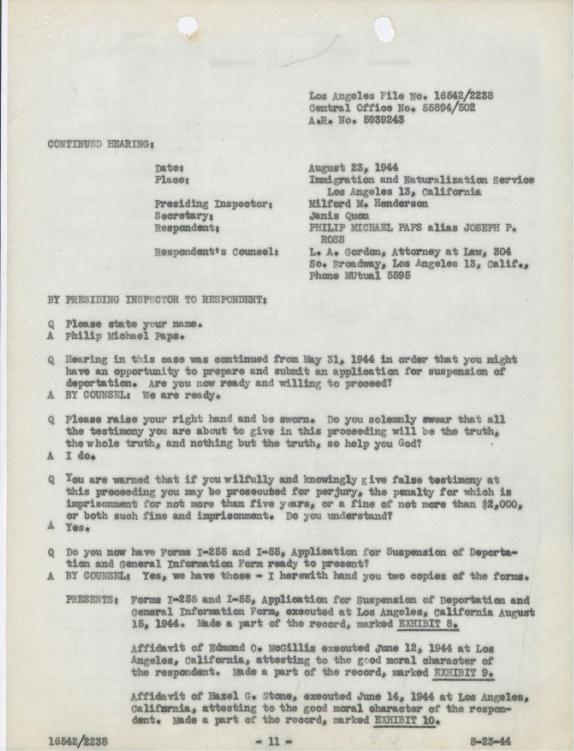 Los Angeles File No. 16542/2238
Central Office No. 55894/502
A.R. No. 5939243
CONTINUED HEARING:
Date: August 23, 1944
Place: Immigration and Naturalization Service
Los Angeles 13, California
Presiding Inspector: Milford M. Henderson
Secretary: Janis Quon
Respondent: PHILIP MICHAEL PAPS alias JOSEPH P.
ROSS
Respondent's Counsel: L. A. Gordon, Attorney at Law, 304
So. Broadway, Los Angeles 13, Calif.,
Phone MUtual 5595
BY PRESIDING INSPECTOR TO RESPONDENT:
Q Please state your name.
A Philip Michael Paps.
Q Hearing in this case was continued from May 31, 1944 in order that you might
have an opportunity to prepare and submit an application for suspension of
deportation. Are you now ready and willing to proceed?
A BY COUNSEL: We are ready.
Q Please raise your right hand and be sworn. Do you solemnly swear that all
the testimony you are about to give in this proceeding will be the truth,
the whole truth, and nothing but the truth, so help you God?
A I do.
Q You are warned that if you wilfully and knowingly give false testimony at
this proceeding you may be prosecuted for perjury, the penalty for which is
imprisonment for not more than five years, or a fine of not more than $2,000,
or both such fine and imprisonment. Do you understand?
A Yes.
Q Do you now have Forms I-255 and I-55, Application for Suspension of Deporta-
tion and General Information Form ready to present?
A BY COUNSEL: Yes, we have those - I herewith hand you two copies of the forms.
PRESENTS: Forms I-255 and I-55, Application for Suspension of Deportation and
General Information Form, executed at Los Angeles, California August
15, 1944. Made a part of the record, marked EXHIBIT 8.
Affidavit of Edmond O. McGillis executed June 12, 1944 at Los
Angeles, California, attesting to the good moral character of
the respondent. Made a part of the record, marked EXHIBIT 9.
Affidavit of Hazel G. Stone, executed June 14, 1944 at Los Angeles,
California, attesting to the good moral character of the respon-
dent. Made a part of the record, marked EXHIBIT 10.
16542/2238 - 11 - 8-23-44